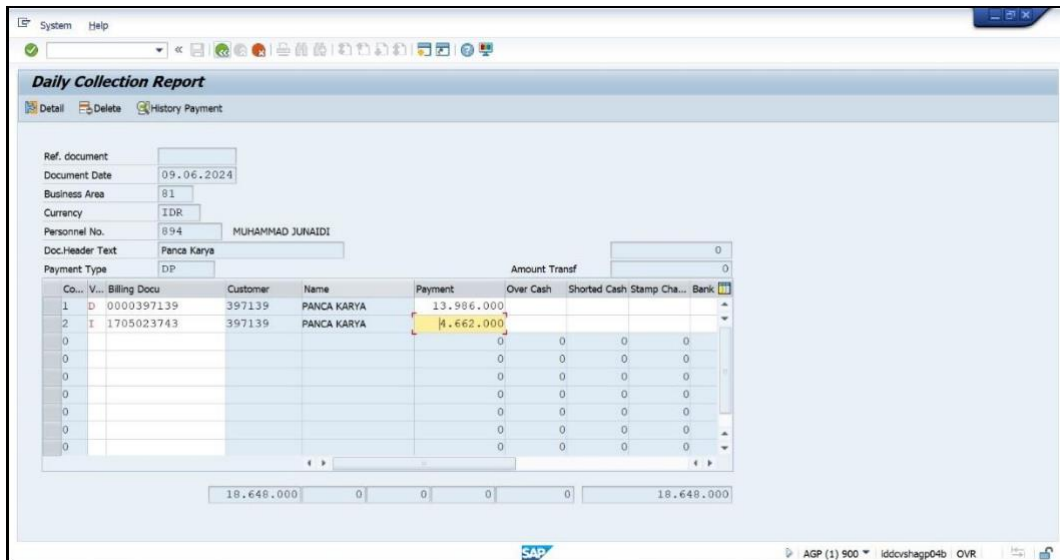 System Help
Daily Collection Report
Detail Delete History Payment
Ref. document
Document Date 09.06.2024
Business Area 81
Currency IDR
Personnel No. 894 MUHAMMAD JUNAIDI
Doc.Header Text Panca Karya 0
Payment Type DP Amount Transf 0
Co... V... Billing Docu Customer Name Payment Over Cash Shorted Cash Stamp Cha... Bank
1 D 0000397139 397139 PANCA KARYA 13.986.000
2 I 1705023743 397139 PANCA KARYA 4.662.000
0 0 0 0 0
0 0 0 0 0
0 0 0 0 0
0 0 0 0 0
0 0 0 0 0
0 0 0 0 0
0 0 0 0 0
18.648.000 0 0 0 0 18.648.000
SAP AGP (1) 900 iddcvshagp04b OVR